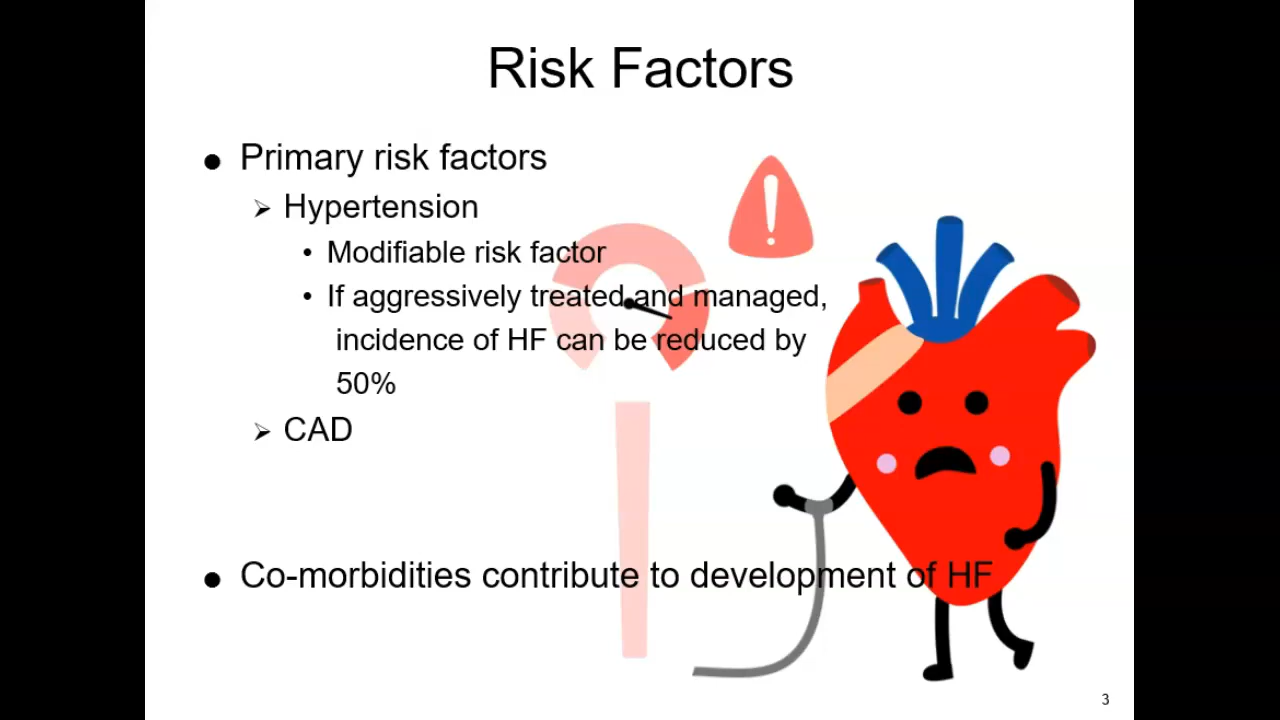 Risk Factors
● Primary risk factors
➢ Hypertension
• Modifiable risk factor
• If aggressively treated and managed,
incidence of HF can be reduced by
50%
➢ CAD
● Co-morbidities contribute to development of HF
3